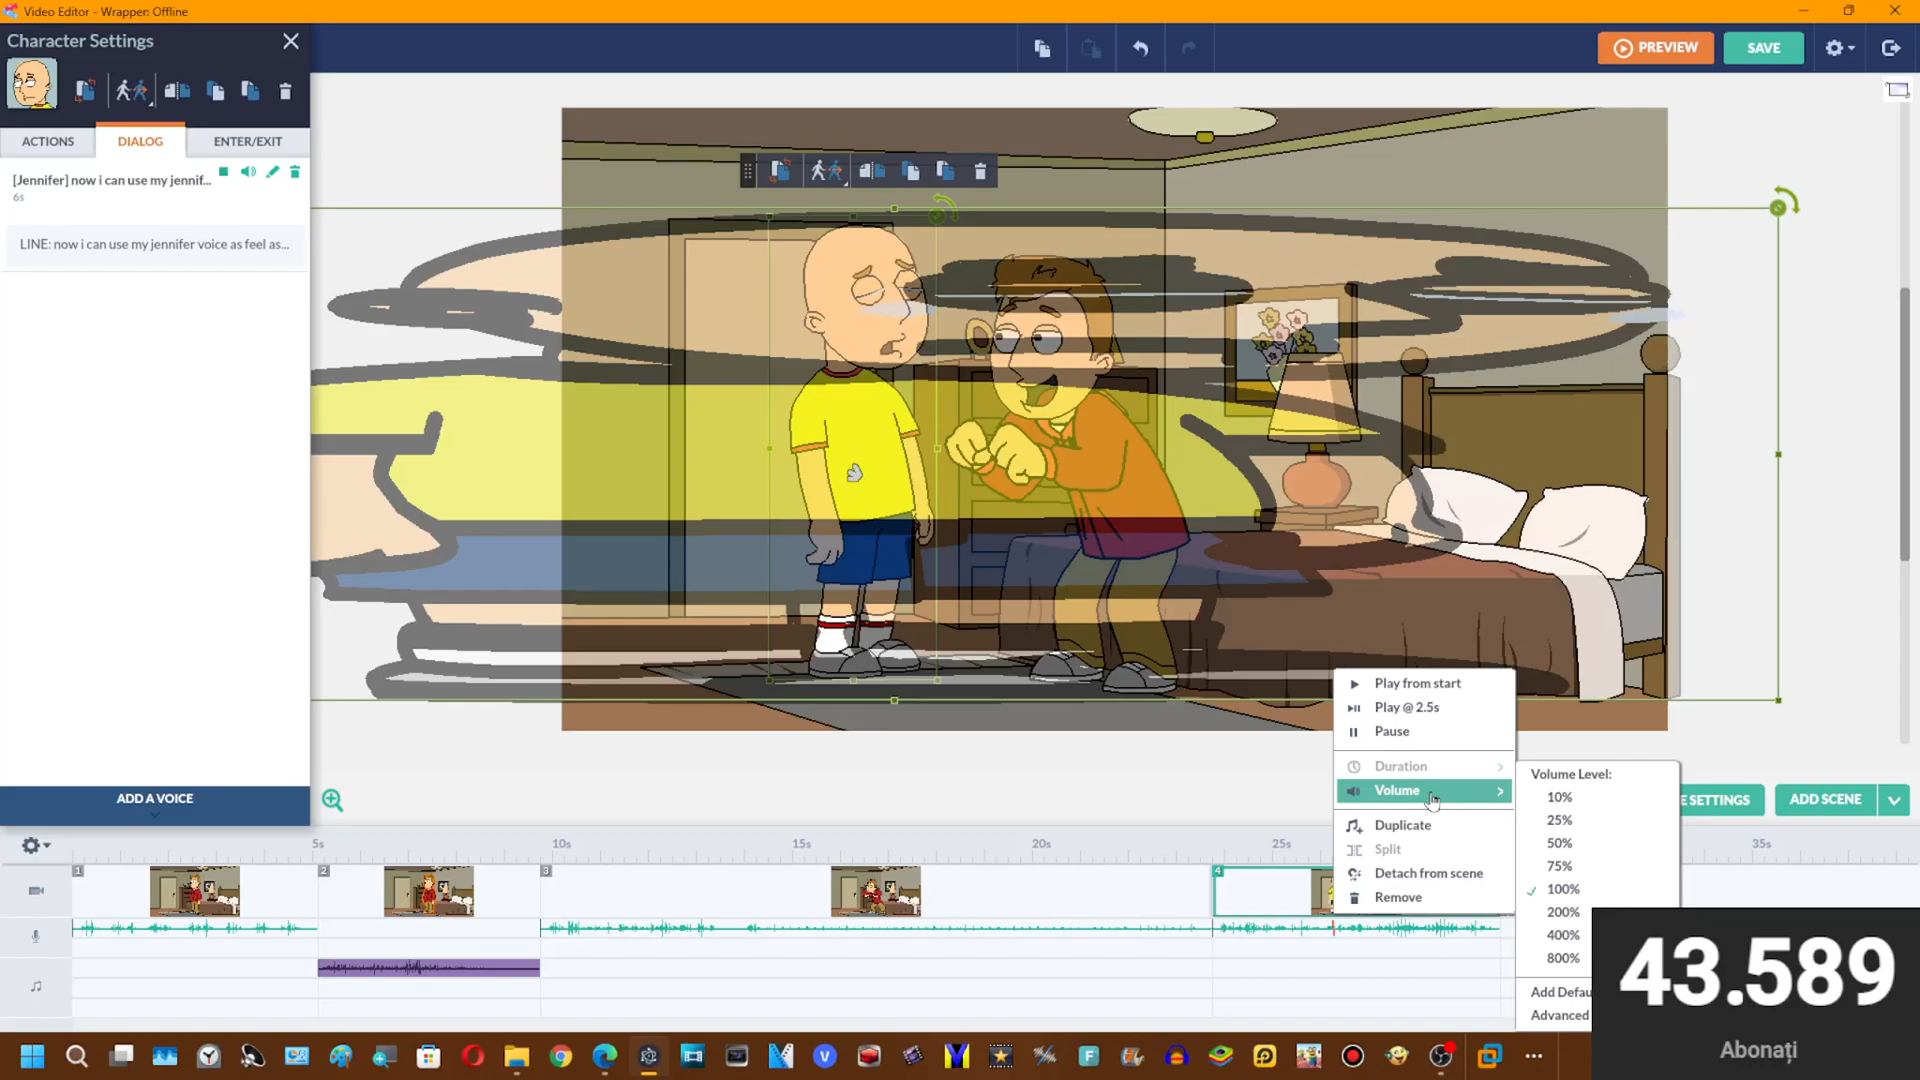 Video Editor - Wrapper: Offline
Character Settings
PREVIEW
SAVE
ACTIONS
DIALOG
ENTER/EXIT
[Jennifer] now i can use my jennif...
6s
LINE: now i can use my jennifer voice as feel as...
Play from start
Play @ 2.5s
Pause
Duration
Volume
Duplicate
Split
Detach from scene
Remove
Volume Level:
10%
25%
50%
75%
100%
200%
400%
800%
Add Defau
Advanced
ADD A VOICE
E SETTINGS
ADD SCENE
5s
10s
15s
20s
25s
35s
1
2
3
4
43.589
Abonați